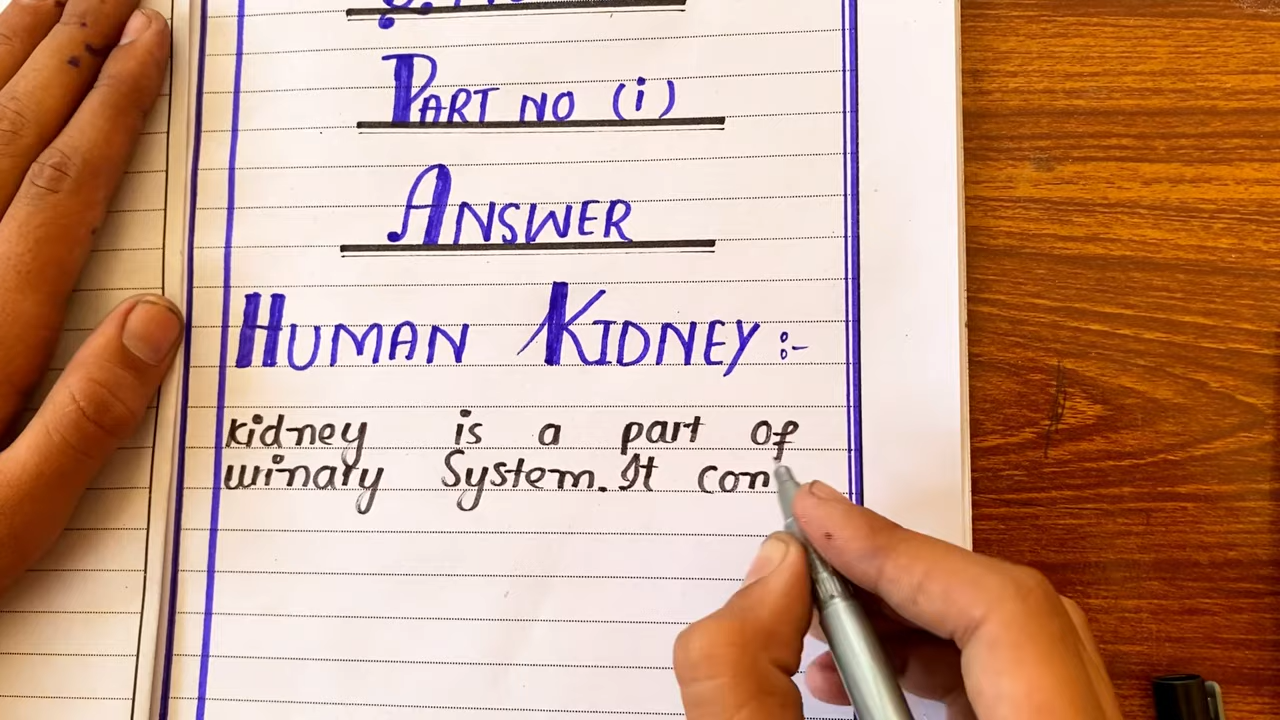 PART NO (i)
ANSWER
HUMAN KIDNEY :-
kidney is a part of
urinary System. It con